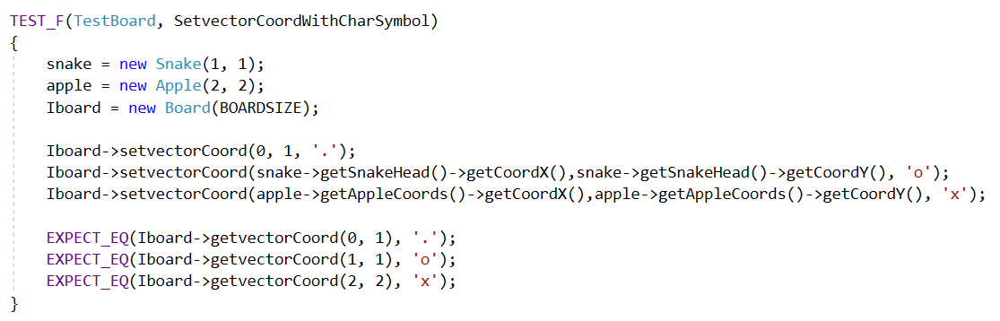 TEST_F(TestBoard, SetvectorCoordWithCharSymbol)
{
    snake = new Snake(1, 1);
    apple = new Apple(2, 2);
    Iboard = new Board(BOARDSIZE);

    Iboard->setvectorCoord(0, 1, '.');
    Iboard->setvectorCoord(snake->getSnakeHead()->getCoordX(),snake->getSnakeHead()->getCoordY(), 'o');
    Iboard->setvectorCoord(apple->getAppleCoords()->getCoordX(),apple->getAppleCoords()->getCoordY(), 'x');

    EXPECT_EQ(Iboard->getvectorCoord(0, 1), '.');
    EXPECT_EQ(Iboard->getvectorCoord(1, 1), 'o');
    EXPECT_EQ(Iboard->getvectorCoord(2, 2), 'x');
}